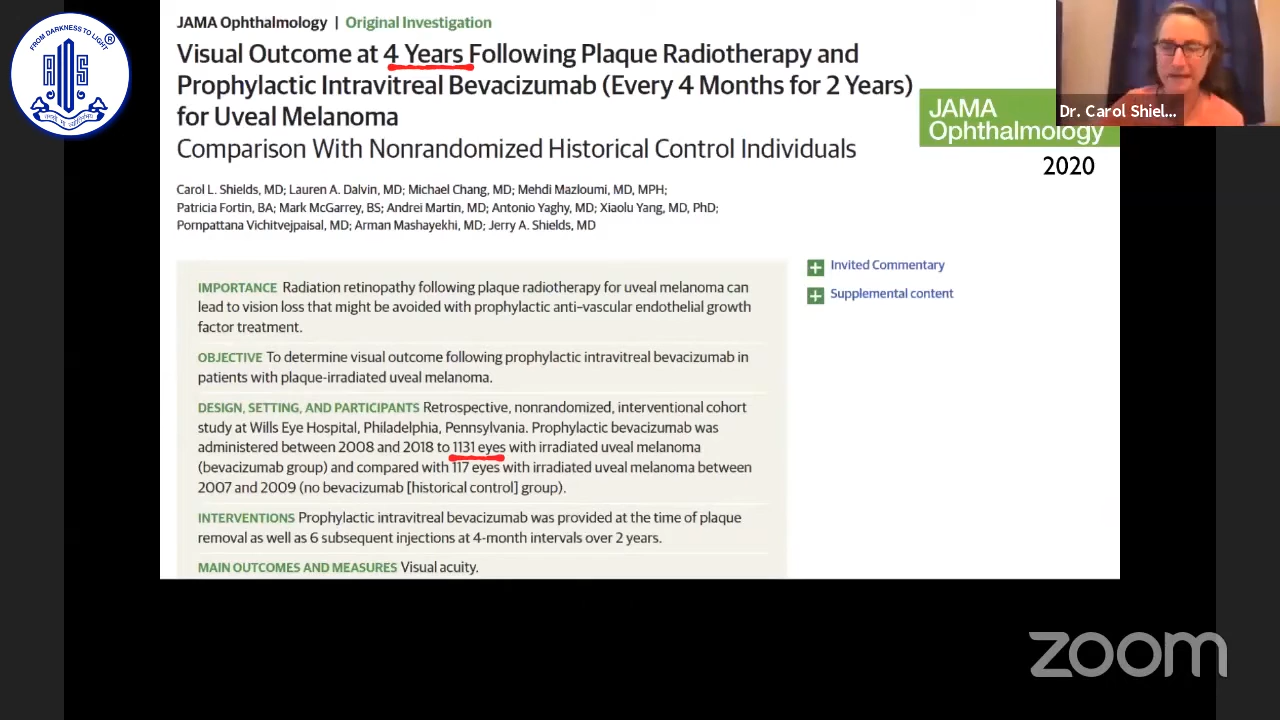 FROM DARKNESS TO LIGHT
®
AIOS
JAMA Ophthalmology | Original Investigation
Visual Outcome at 4 Years Following Plaque Radiotherapy and
Prophylactic Intravitreal Bevacizumab (Every 4 Months for 2 Years)
for Uveal Melanoma
Comparison With Nonrandomized Historical Control Individuals
JAMA
Ophthalmology
Dr. Carol Shiel...
2020
Carol L. Shields, MD; Lauren A. Dalvin, MD; Michael Chang, MD; Mehdi Mazloumi, MD, MPH;
Patricia Fortin, BA; Mark McGarrey, BS; Andrei Martin, MD; Antonio Yaghy, MD; Xiaolu Yang, MD, PhD;
Pornpattana Vichitvejpaisal, MD; Arman Mashayekhi, MD; Jerry A. Shields, MD
IMPORTANCE Radiation retinopathy following plaque radiotherapy for uveal melanoma can
lead to vision loss that might be avoided with prophylactic anti–vascular endothelial growth
factor treatment.
OBJECTIVE To determine visual outcome following prophylactic intravitreal bevacizumab in
patients with plaque-irradiated uveal melanoma.
DESIGN, SETTING, AND PARTICIPANTS Retrospective, nonrandomized, interventional cohort
study at Wills Eye Hospital, Philadelphia, Pennsylvania. Prophylactic bevacizumab was
administered between 2008 and 2018 to 1131 eyes with irradiated uveal melanoma
(bevacizumab group) and compared with 117 eyes with irradiated uveal melanoma between
2007 and 2009 (no bevacizumab [historical control] group).
INTERVENTIONS Prophylactic intravitreal bevacizumab was provided at the time of plaque
removal as well as 6 subsequent injections at 4-month intervals over 2 years.
MAIN OUTCOMES AND MEASURES Visual acuity.
Invited Commentary
Supplemental content
zoom